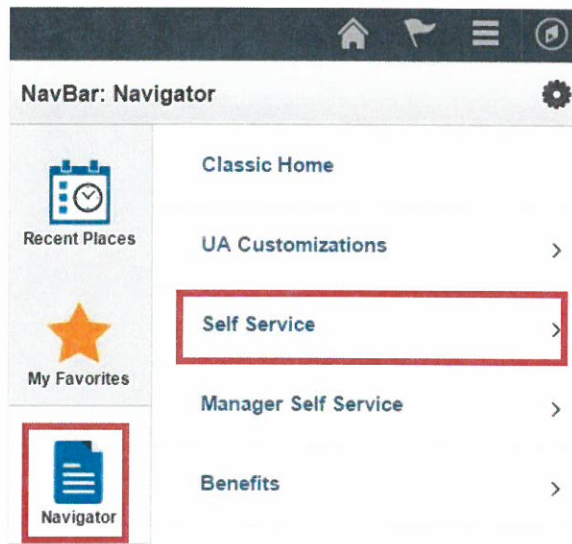 NavBar: Navigator
Recent Places
My Favorites
Navigator
Classic Home
UA Customizations
Self Service
Manager Self Service
Benefits